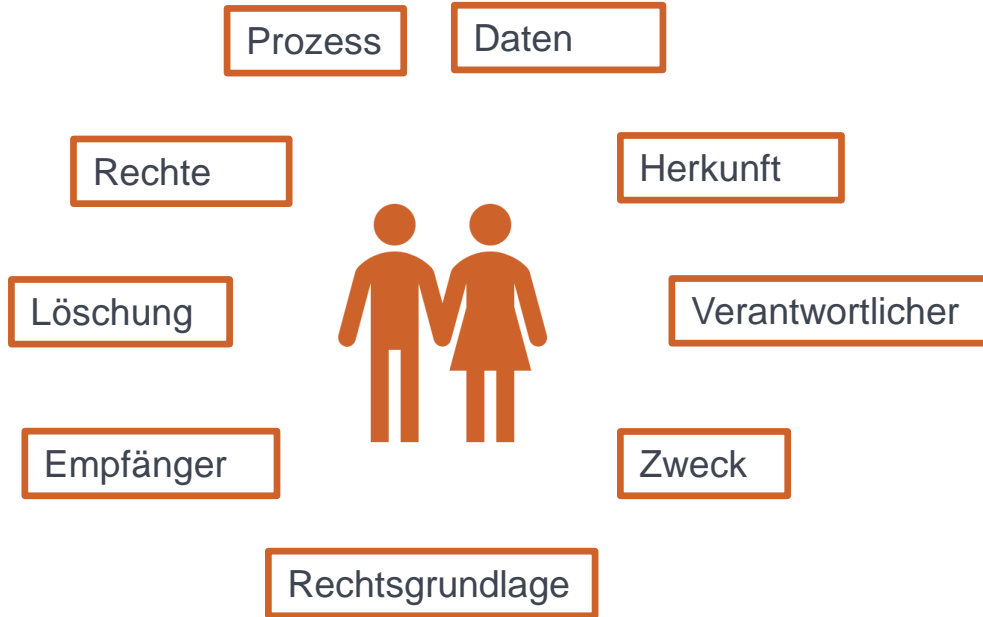 Prozess
Daten
Rechte
Herkunft
Löschung
Verantwortlicher
Empfänger
Zweck
Rechtsgrundlage